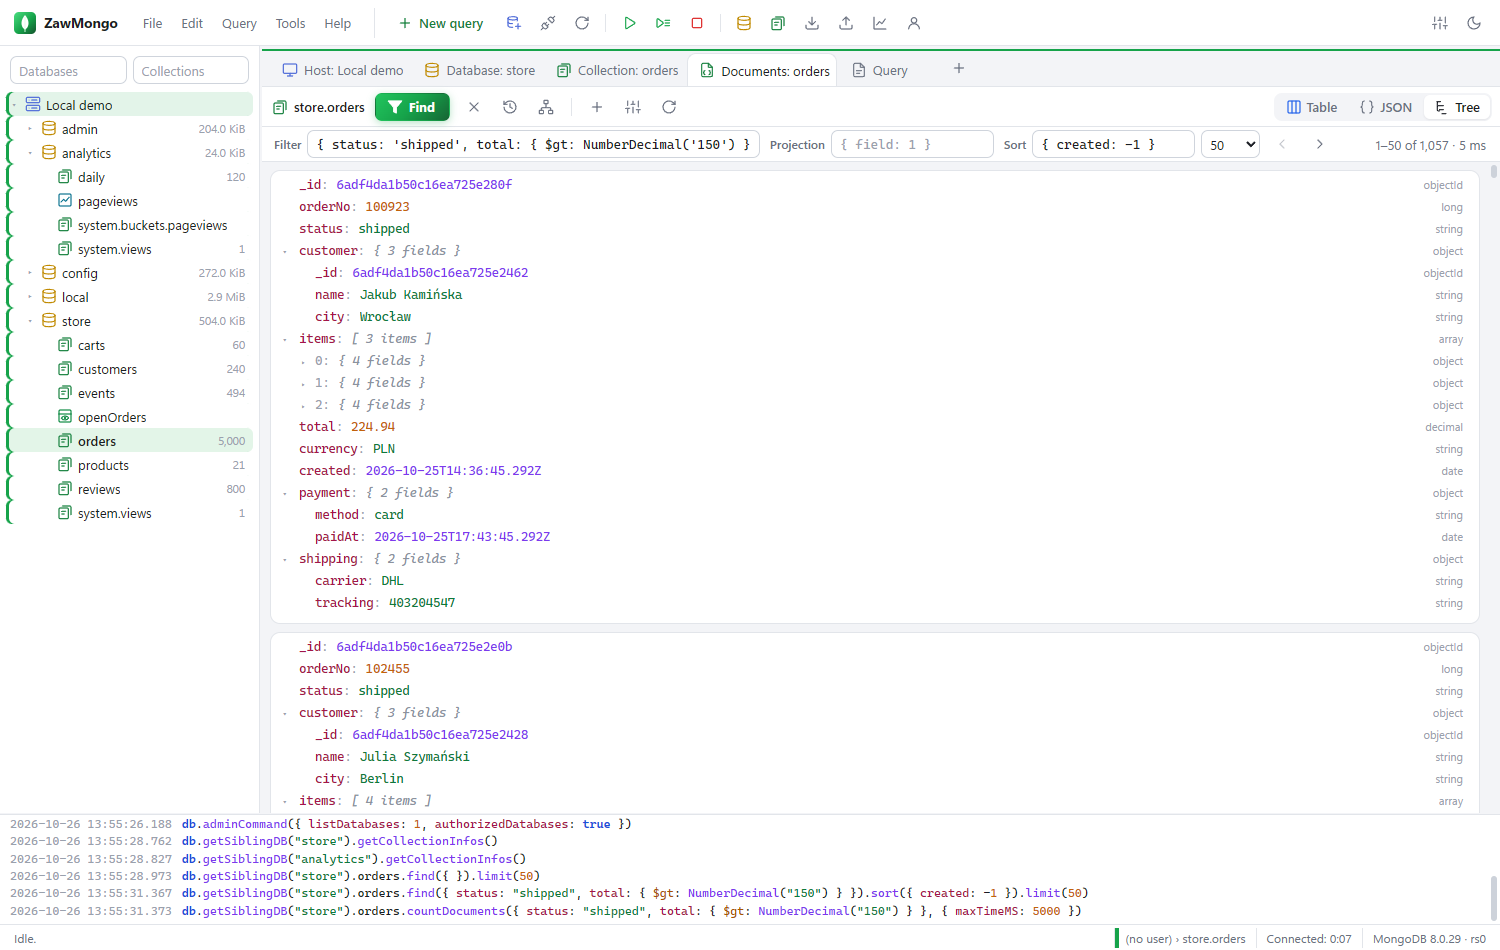 ZawMongo File Edit Query Tools Help New query
Databases Collections
Local demo
admin 204.0 KiB
analytics 24.0 KiB
daily 120
pageviews
system.buckets.pageviews
system.views 1
config 272.0 KiB
local 2.9 MiB
store 504.0 KiB
carts 60
customers 240
events 494
openOrders
orders 5,000
products 21
reviews 800
system.views 1
Host: Local demo Database: store Collection: orders Documents: orders Query
store.orders Find Table JSON Tree
Filter { status: 'shipped', total: { $gt: NumberDecimal('150') } Projection { field: 1 } Sort { created: -1 } 50 1–50 of 1,057 · 5 ms
_id: 6adf4da1b50c16ea725e280f objectId
orderNo: 100923 long
status: shipped string
customer: { 3 fields } object
_id: 6adf4da1b50c16ea725e2462 objectId
name: Jakub Kamińska string
city: Wrocław string
items: [ 3 items ] array
0: { 4 fields } object
1: { 4 fields } object
2: { 4 fields } object
total: 224.94 decimal
currency: PLN string
created: 2026-10-25T14:36:45.292Z date
payment: { 2 fields } object
method: card string
paidAt: 2026-10-25T17:43:45.292Z date
shipping: { 2 fields } object
carrier: DHL string
tracking: 403204547 string
_id: 6adf4da1b50c16ea725e2e0b objectId
orderNo: 102455 long
status: shipped string
customer: { 3 fields } object
_id: 6adf4da1b50c16ea725e2428 objectId
name: Julia Szymański string
city: Berlin string
items: [ 4 items ] array
2026-10-26 13:55:26.188 db.adminCommand({ listDatabases: 1, authorizedDatabases: true })
2026-10-26 13:55:28.762 db.getSiblingDB("store").getCollectionInfos()
2026-10-26 13:55:28.827 db.getSiblingDB("analytics").getCollectionInfos()
2026-10-26 13:55:28.973 db.getSiblingDB("store").orders.find({ }).limit(50)
2026-10-26 13:55:31.367 db.getSiblingDB("store").orders.find({ status: "shipped", total: { $gt: NumberDecimal("150") } }).sort({ created: -1 }).limit(50)
2026-10-26 13:55:31.373 db.getSiblingDB("store").orders.countDocuments({ status: "shipped", total: { $gt: NumberDecimal("150") } }, { maxTimeMS: 5000 })
Idle. (no user) › store.orders Connected: 0:07 MongoDB 8.0.29 · rs0